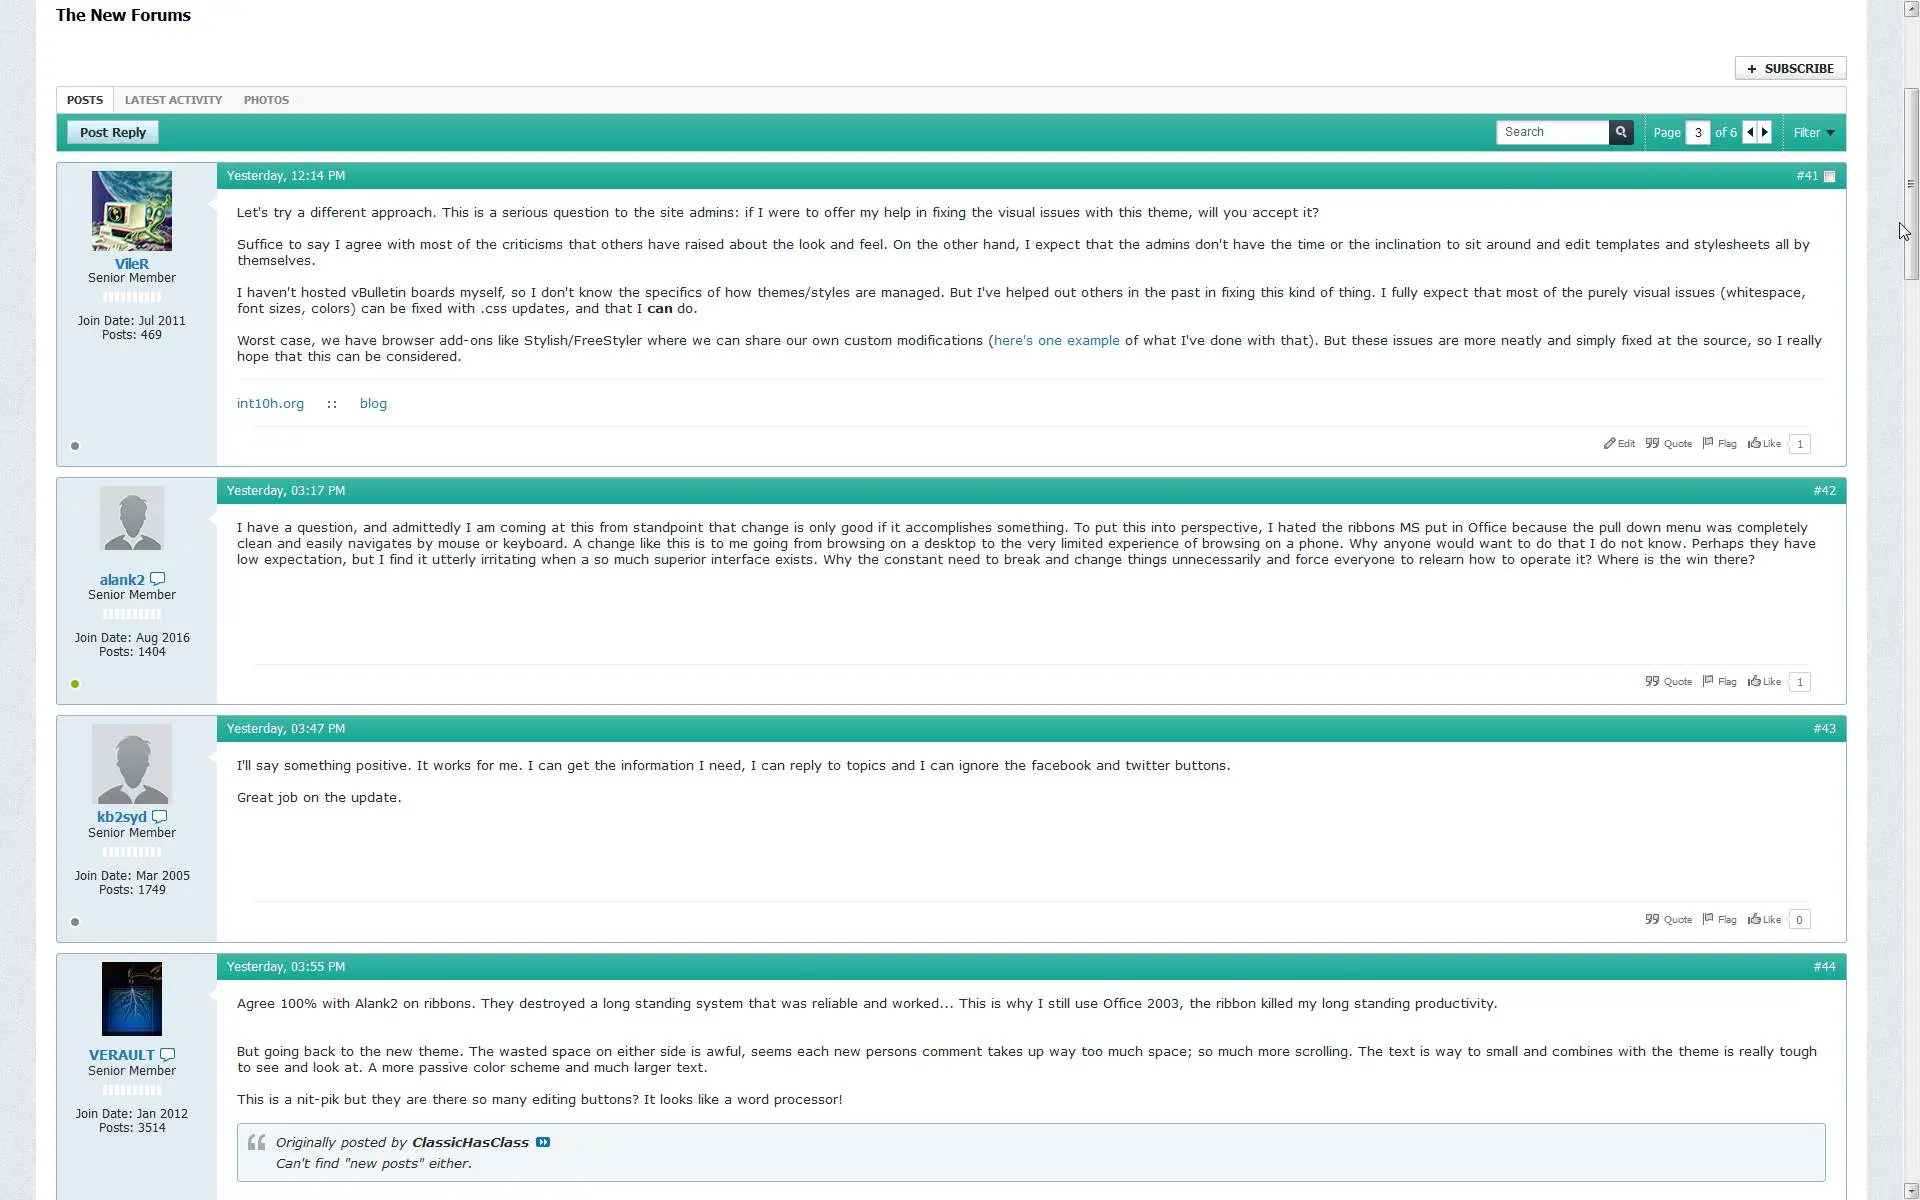 The New Forums
+ SUBSCRIBE
POSTS LATEST ACTIVITY PHOTOS
Post Reply Search Page 3 of 6 Filter
Yesterday, 12:14 PM #41
VileR
Senior Member
Join Date: Jul 2011
Posts: 469
Let's try a different approach. This is a serious question to the site admins: if I were to offer my help in fixing the visual issues with this theme, will you accept it?
Suffice to say I agree with most of the criticisms that others have raised about the look and feel. On the other hand, I expect that the admins don't have the time or the inclination to sit around and edit templates and stylesheets all by
themselves.
I haven't hosted vBulletin boards myself, so I don't know the specifics of how themes/styles are managed. But I've helped out others in the past in fixing this kind of thing. I fully expect that most of the purely visual issues (whitespace,
font sizes, colors) can be fixed with .css updates, and that I can do.
Worst case, we have browser add-ons like Stylish/FreeStyler where we can share our own custom modifications (here's one example of what I've done with that). But these issues are more neatly and simply fixed at the source, so I really
hope that this can be considered.
int10h.org :: blog
Edit Quote Flag Like 1
Yesterday, 03:17 PM #42
alank2
Senior Member
Join Date: Aug 2016
Posts: 1404
I have a question, and admittedly I am coming at this from standpoint that change is only good if it accomplishes something. To put this into perspective, I hated the ribbons MS put in Office because the pull down menu was completely
clean and easily navigates by mouse or keyboard. A change like this is to me going from browsing on a desktop to the very limited experience of browsing on a phone. Why anyone would want to do that I do not know. Perhaps they have
low expectation, but I find it utterly irritating when a so much superior interface exists. Why the constant need to break and change things unnecessarily and force everyone to relearn how to operate it? Where is the win there?
Quote Flag Like 1
Yesterday, 03:47 PM #43
kb2syd
Senior Member
Join Date: Mar 2005
Posts: 1749
I'll say something positive. It works for me. I can get the information I need, I can reply to topics and I can ignore the facebook and twitter buttons.
Great job on the update.
Quote Flag Like 0
Yesterday, 03:55 PM #44
VERAULT
Senior Member
Join Date: Jan 2012
Posts: 3514
Agree 100% with Alank2 on ribbons. They destroyed a long standing system that was reliable and worked... This is why I still use Office 2003, the ribbon killed my long standing productivity.
But going back to the new theme. The wasted space on either side is awful, seems each new persons comment takes up way too much space; so much more scrolling. The text is way to small and combines with the theme is really tough
to see and look at. A more passive color scheme and much larger text.
This is a nit-pik but they are there so many editing buttons? It looks like a word processor!
Originally posted by ClassicHasClass
Can't find "new posts" either.